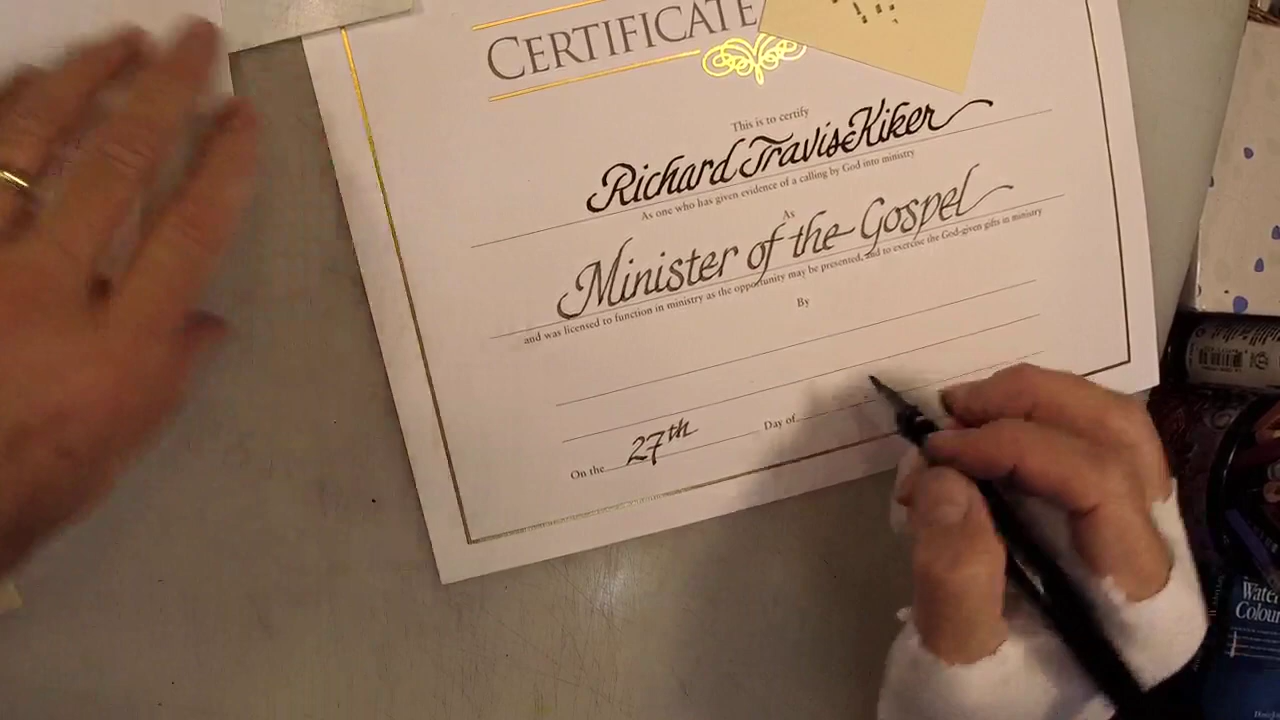 CERTIFICATE
This is to certify
Richard Travis Kiker
As one who has given evidence of a calling by God into ministry
As
Minister of the Gospel
and was licensed to function in ministry as the opportunity may be presented, and to exercise the God-given gifts in ministry
By
On the 27th Day of
Water
Colou